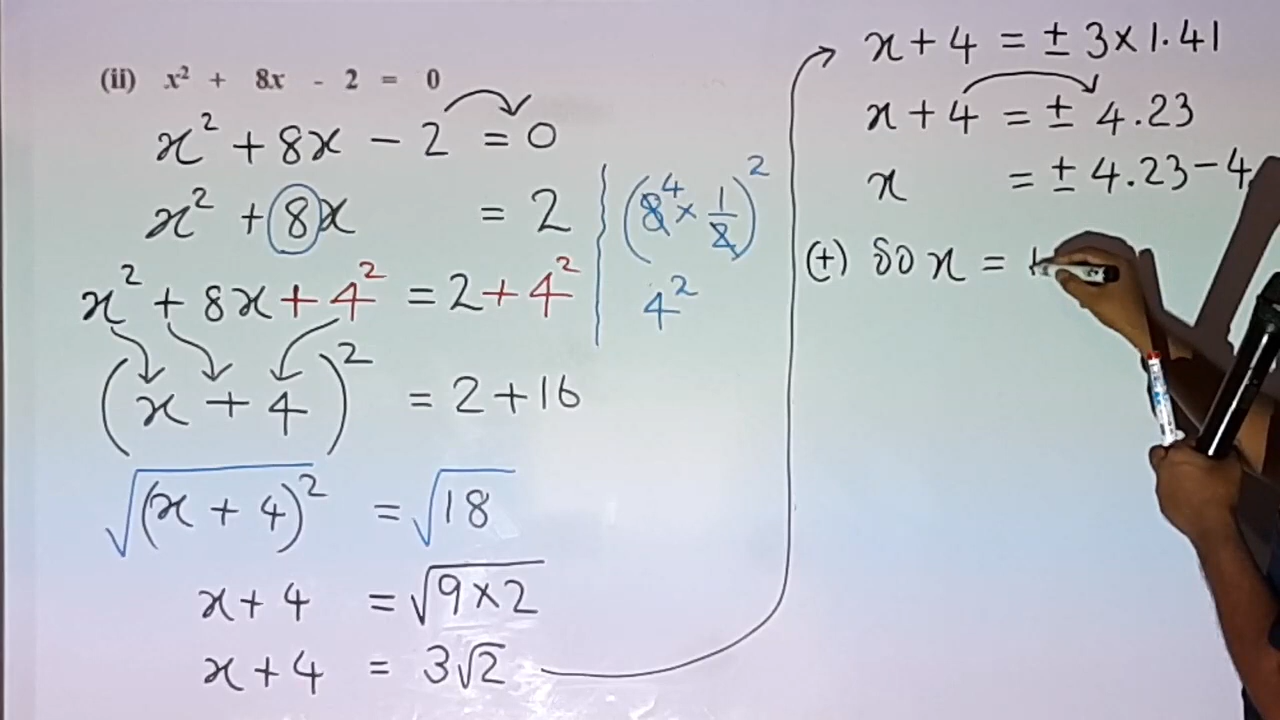 (ii) x² + 8x - 2 = 0
x² + 8x - 2 = 0
x² + 8x = 2
x² + 8x + 4² = 2 + 4²
(x + 4)² = 2 + 16
√(x + 4)² = √18
x + 4 = √9 × 2
x + 4 = 3√2
(8⁴ × 1/2)²
4²
x + 4 = ± 3 × 1.41
x + 4 = ± 4.23
x = ± 4.23 - 4
(+) so x = +